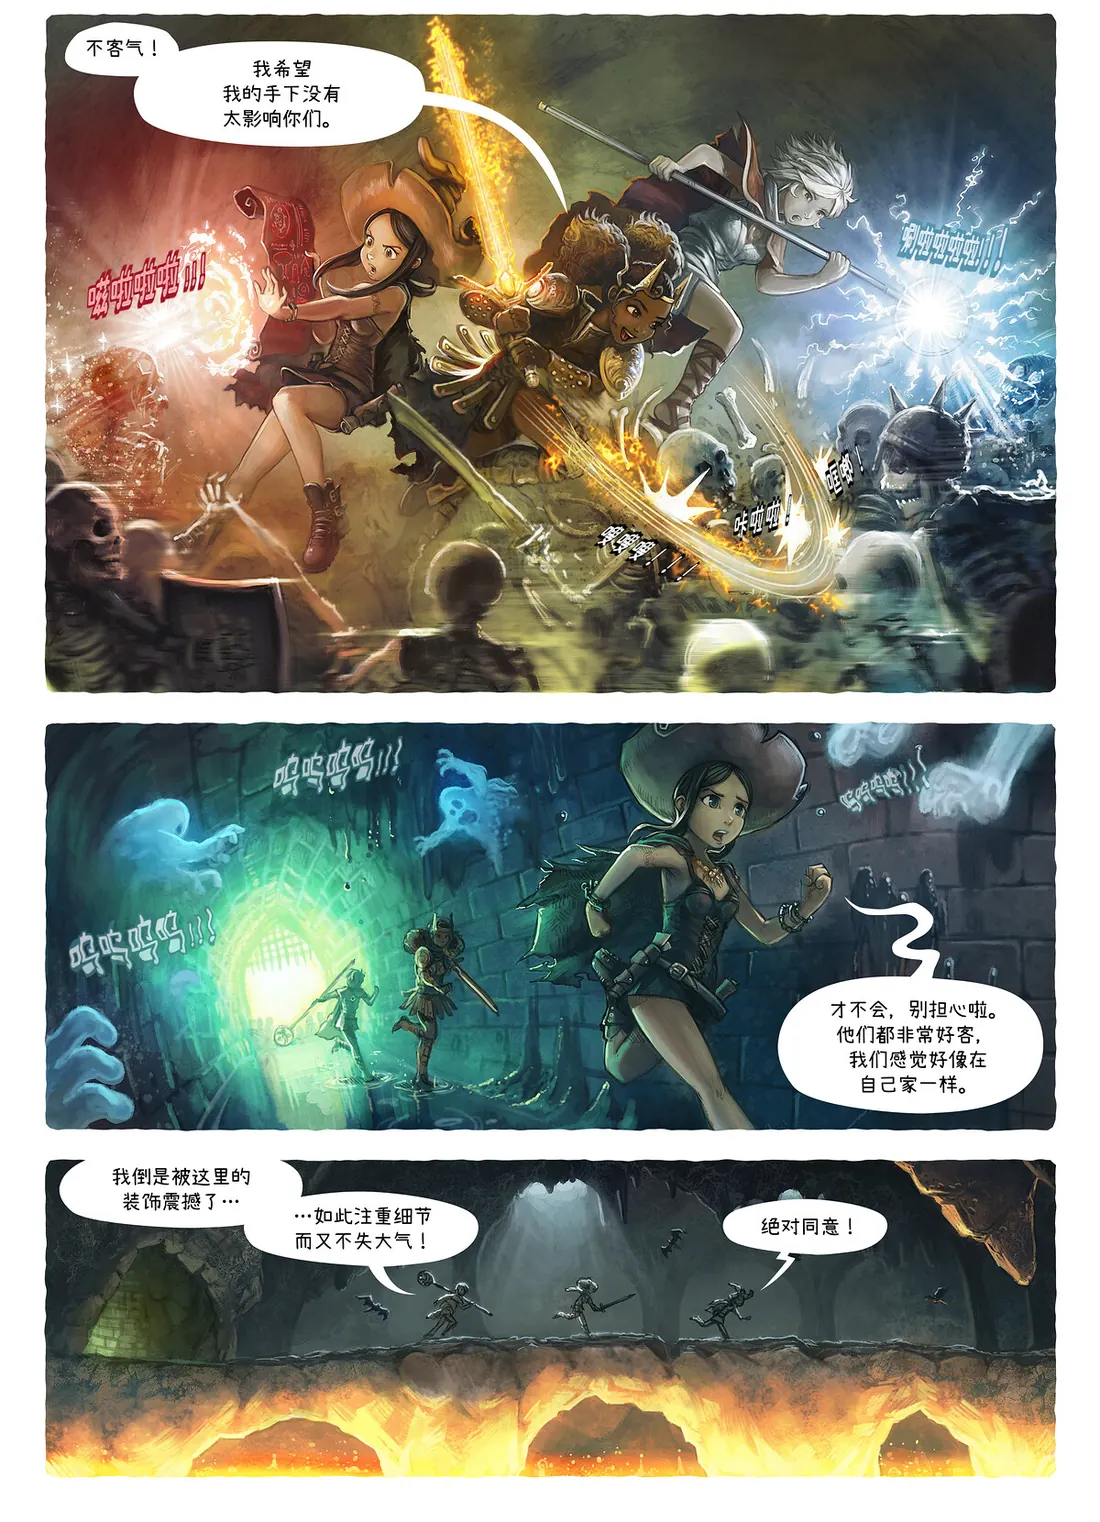 不客气！
我希望
我的手下没有
太影响你们。
嗞啦啦啦!!!
唰啦啦啦啦!!!
哐嗷！
咔啦啦！
嗖嗖嗖!!!
呜呜呜呜!!!
呜呜呜呜!!!
呜呜呜呜!!!
才不会，别担心啦。
他们都非常好客，
我们感觉好像在
自己家一样。
我倒是被这里的
装饰震撼了…
…如此注重细节
而又不失大气！
绝对同意！